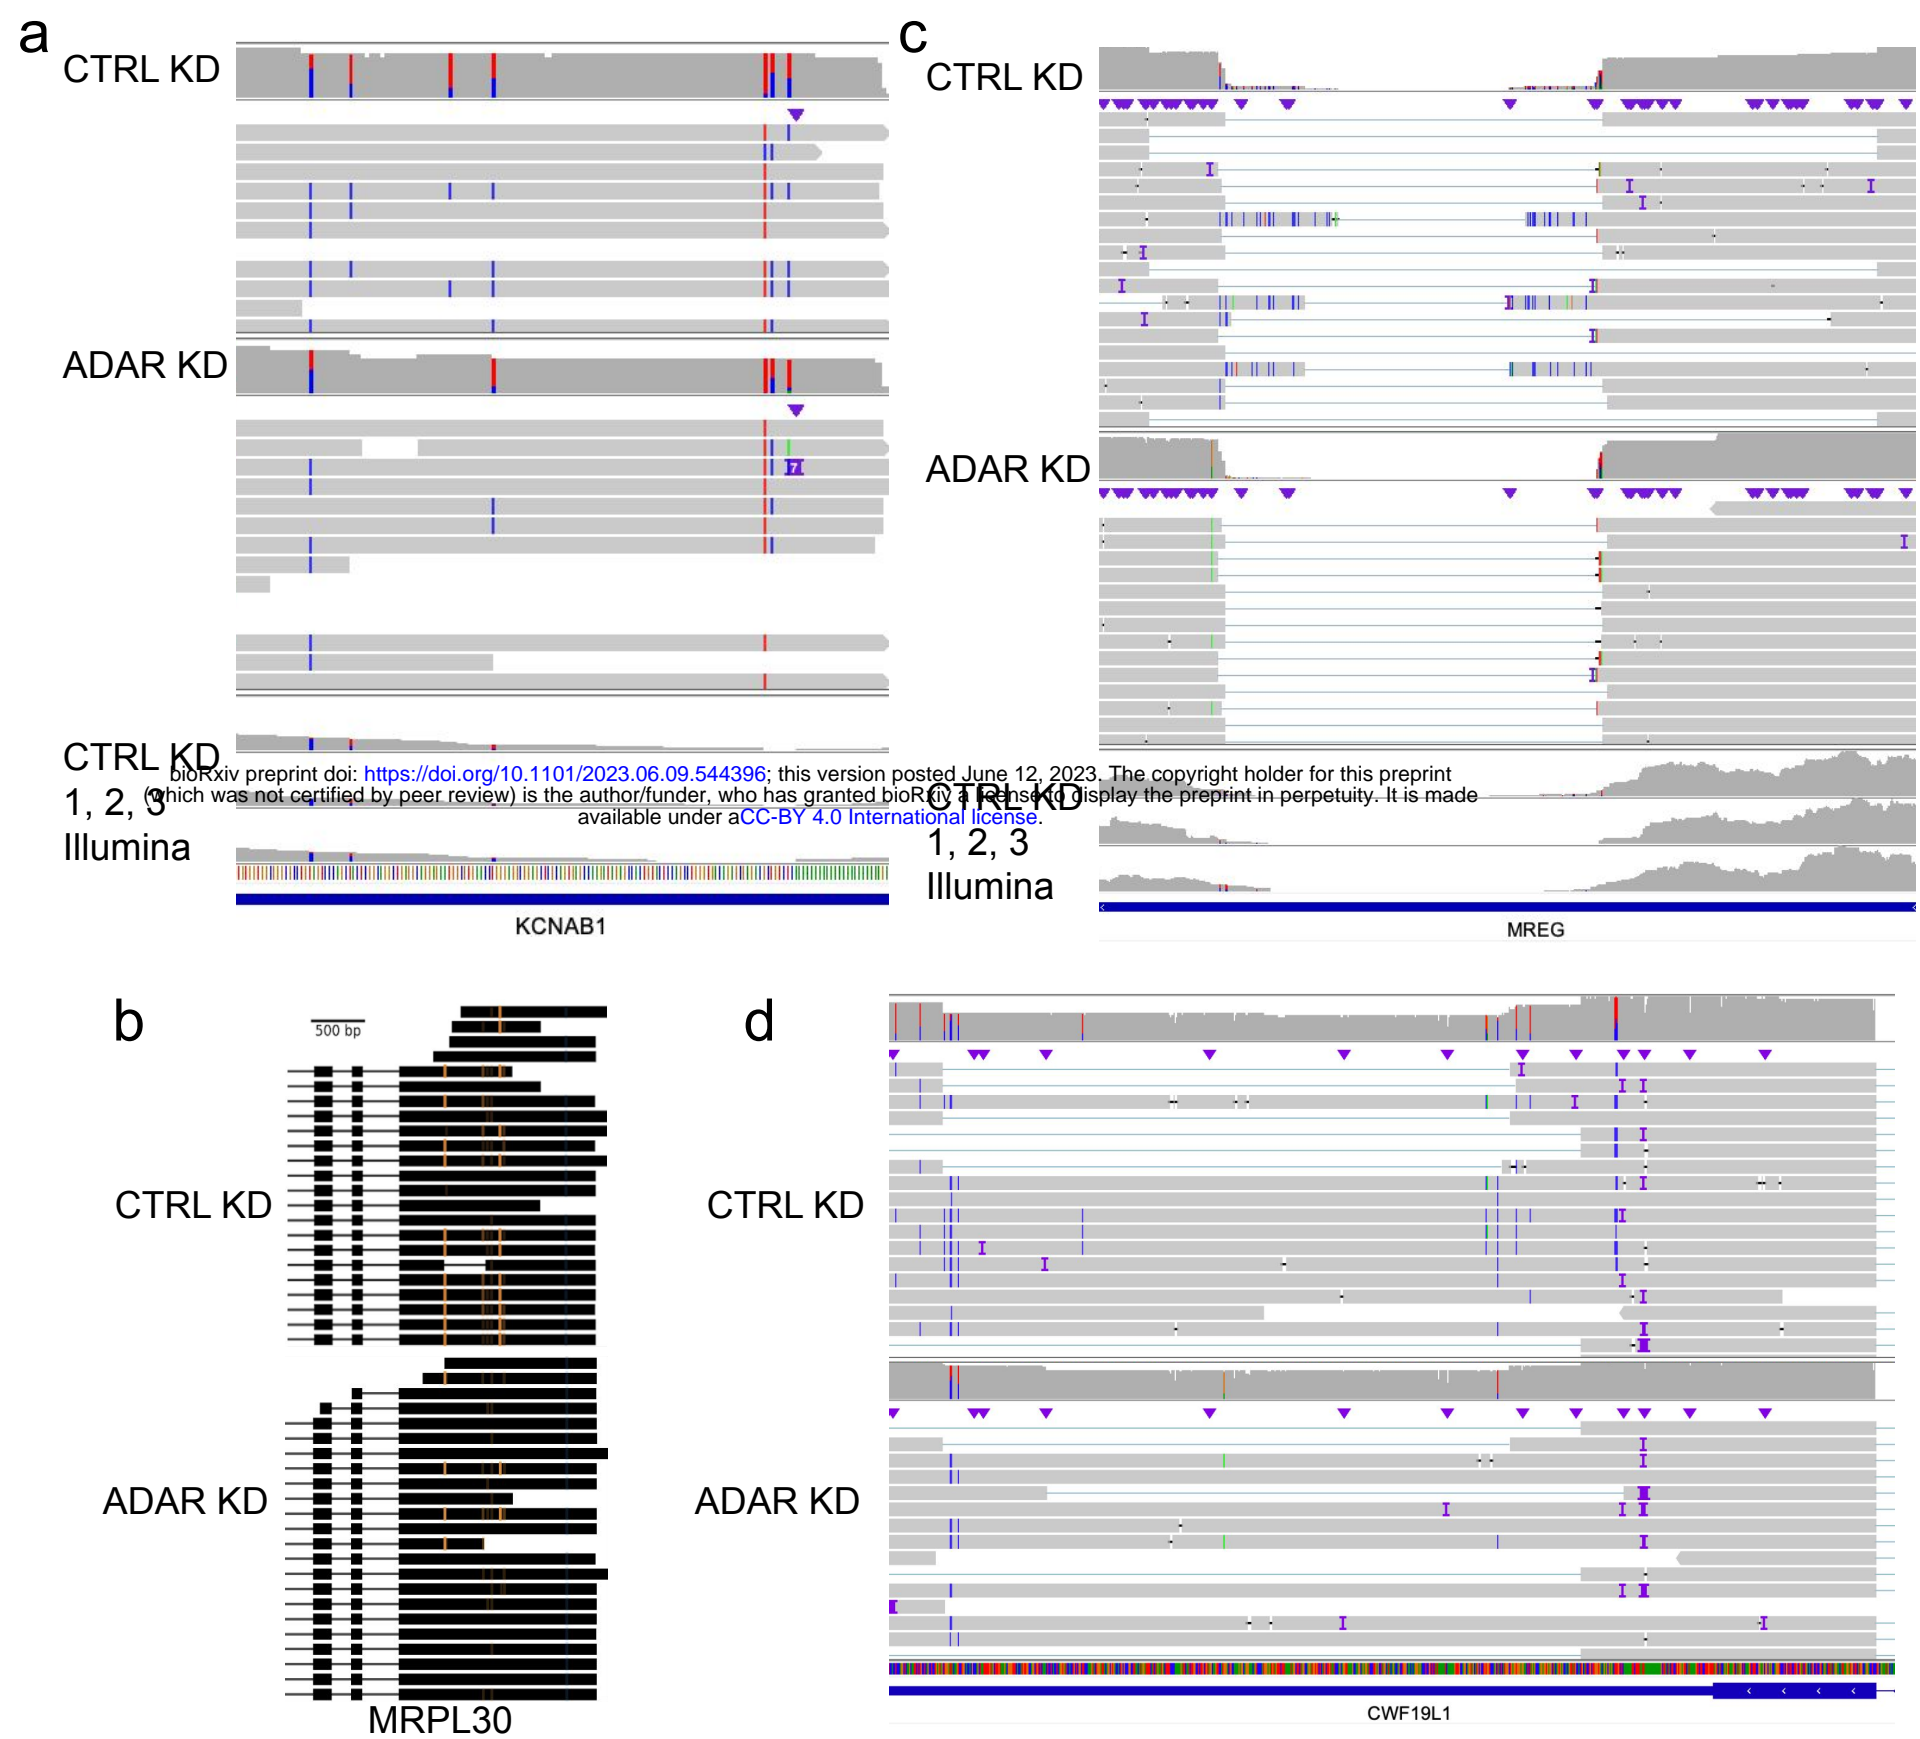 a
CTRL KD
ADAR KD
CTRL KD
1, 2, 3
Illumina
KCNAB1
c
CTRL KD
ADAR KD
CTRL KD
1, 2, 3
Illumina
MREG
bioRxiv preprint doi: https://doi.org/10.1101/2023.06.09.544396; this version posted June 12, 2023. The copyright holder for this preprint
(which was not certified by peer review) is the author/funder, who has granted bioRxiv a license to display the preprint in perpetuity. It is made
available under aCC-BY 4.0 International license.
b
500 bp
CTRL KD
ADAR KD
MRPL30
d
CTRL KD
ADAR KD
CWF19L1